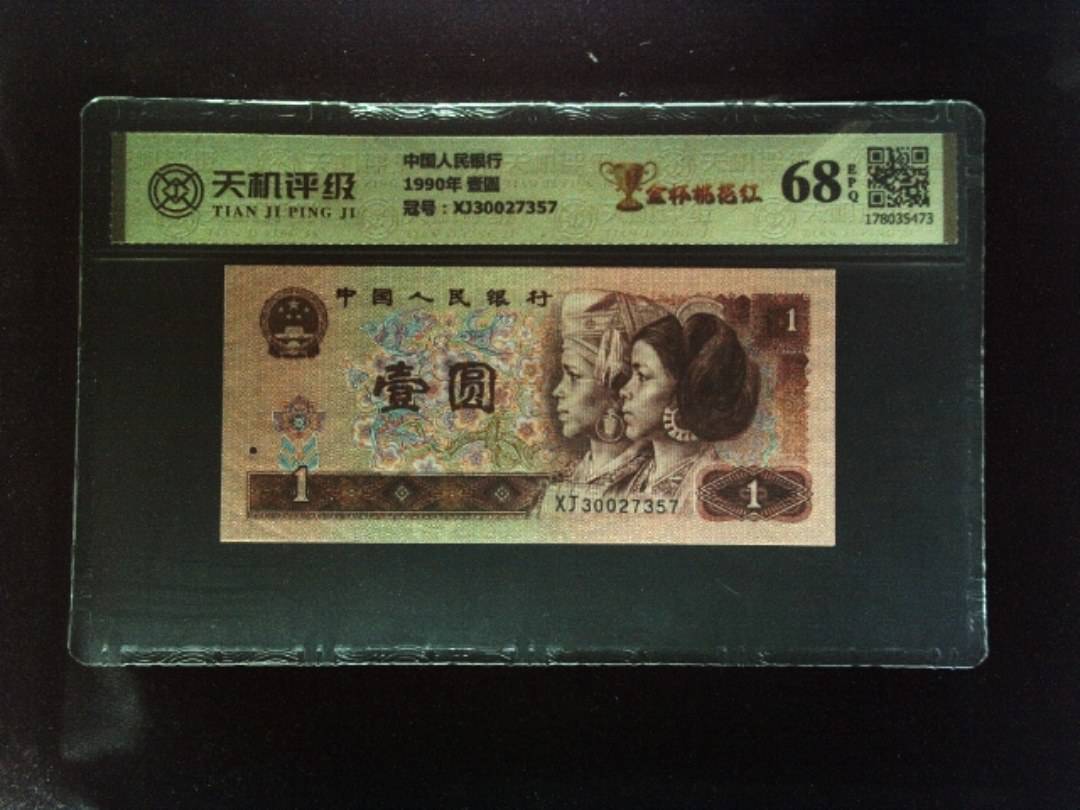 天机评级
TIAN JI PING JI
中国人民银行
1990年 壹圆
冠号：XJ30027357
金杯桃花红
68
EPQ
178035473
中国人民银行
1
壹圆
1
XJ30027357
1